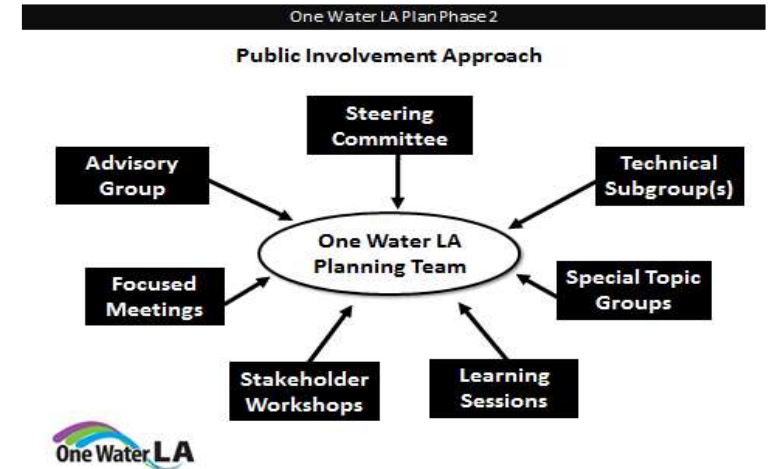 One Water LA Plan Phase 2
Public Involvement Approach
Steering
Committee
Advisory
Group
Technical
Subgroup(s)
One Water LA
Planning Team
Focused
Meetings
Special Topic
Groups
Stakeholder
Workshops
Learning
Sessions
One Water LA